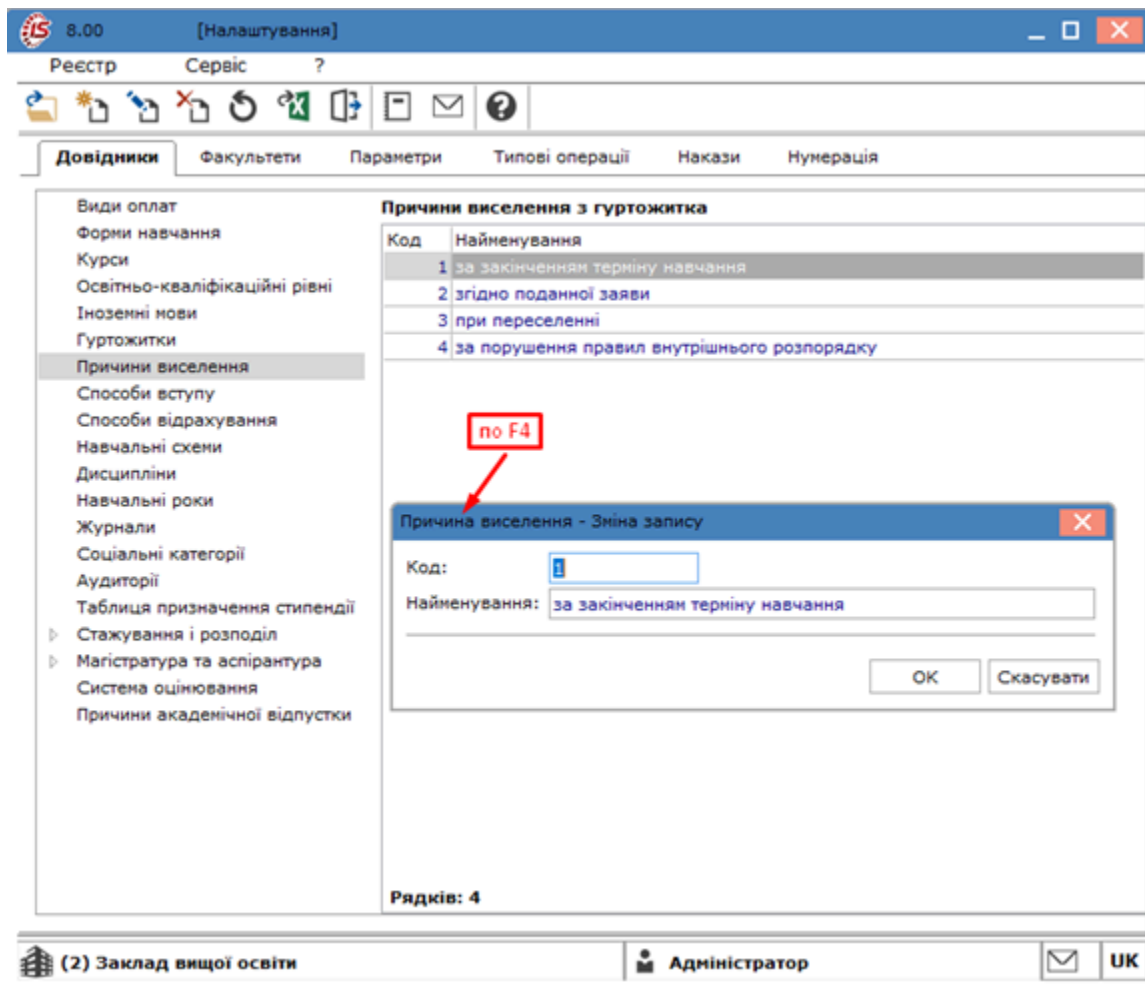 IS 8.00 [Налаштування]
Реєстр Сервіс ?
Довідники Факультети Параметри Типові операції Накази Нумерація
Види оплат
Форми навчання
Курси
Освітньо-кваліфікаційні рівні
Іноземні мови
Гуртожитки
Причини виселення
Способи вступу
Способи відрахування
Навчальні схеми
Дисципліни
Навчальні роки
Журнали
Соціальні категорії
Аудиторії
Таблиця призначення стипендії
Стажування і розподіл
Магістратура та аспірантура
Система оцінювання
Причини академічної відпустки
Причини виселення з гуртожитка
Код Найменування
1 за закінченням терміну навчання
2 згідно поданної заяви
3 при переселенні
4 за порушення правил внутрішнього розпорядку
по F4
Причина виселення - Зміна запису
Код: 1
Найменування: за закінченням терміну навчання
OK Скасувати
Рядків: 4
(2) Заклад вищої освіти Адміністратор UK